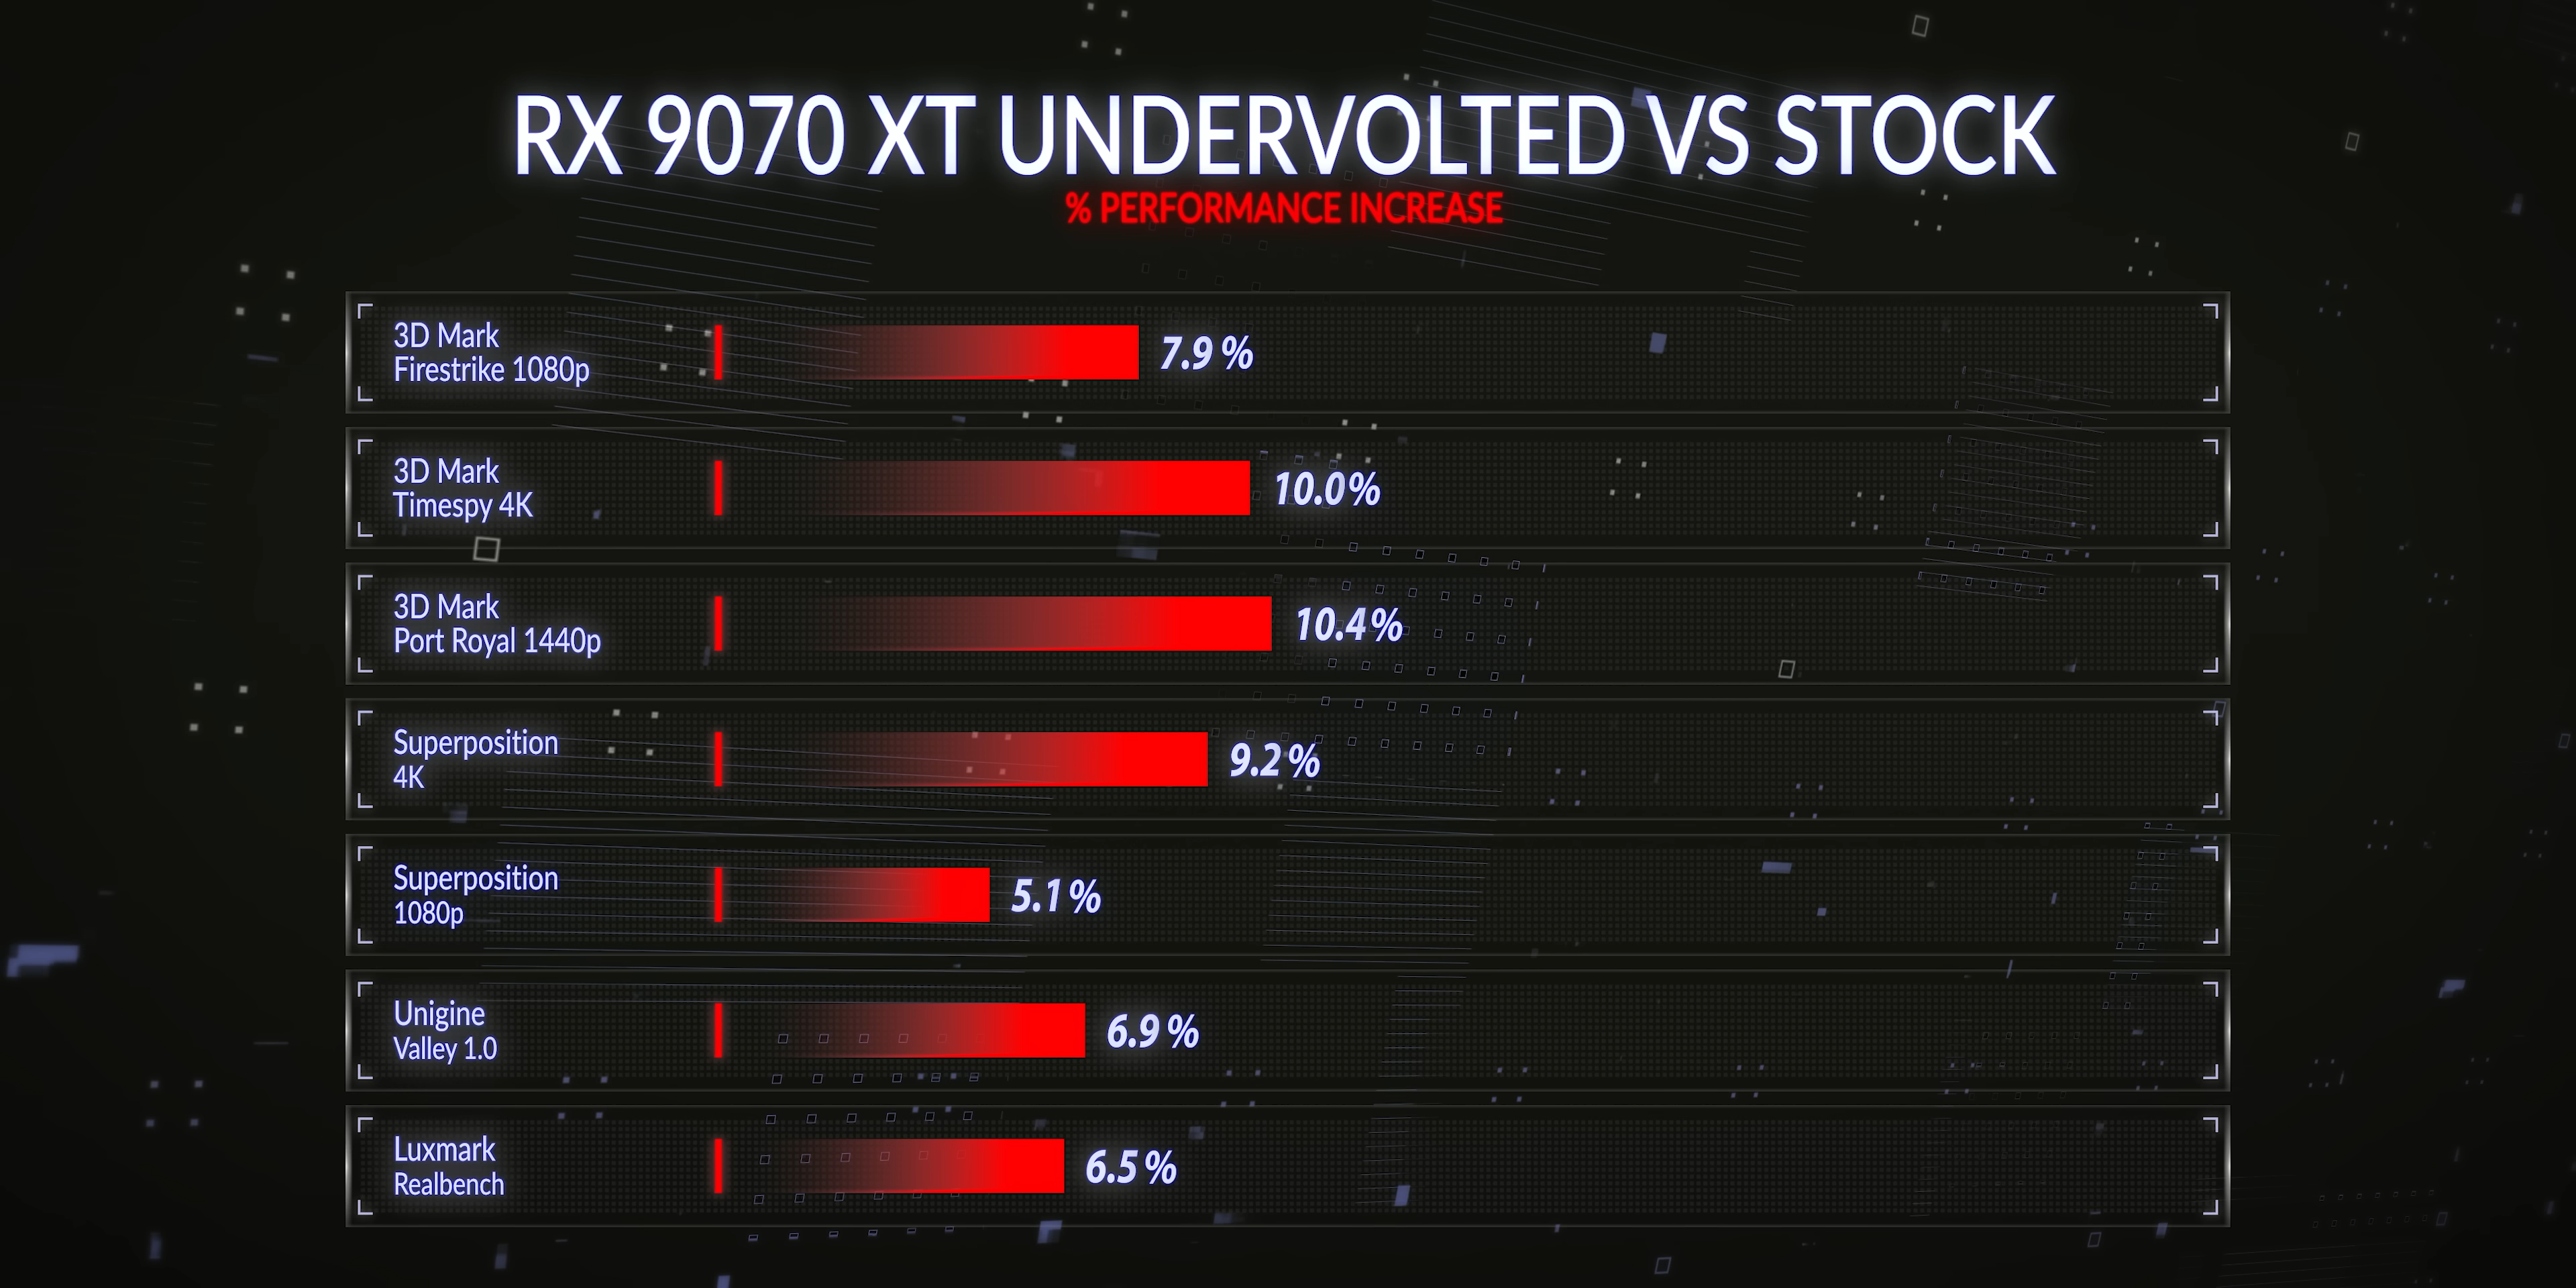 RX 9070 XT UNDERVOLTED VS STOCK
% PERFORMANCE INCREASE
3D Mark
Firestrike 1080p
7.9 %
3D Mark
Timespy 4K
10.0%
3D Mark
Port Royal 1440p
10.4%
Superposition
4K
9.2%
Superposition
1080p
5.1 %
Unigine
Valley 1.0
6.9 %
Luxmark
Realbench
6.5 %